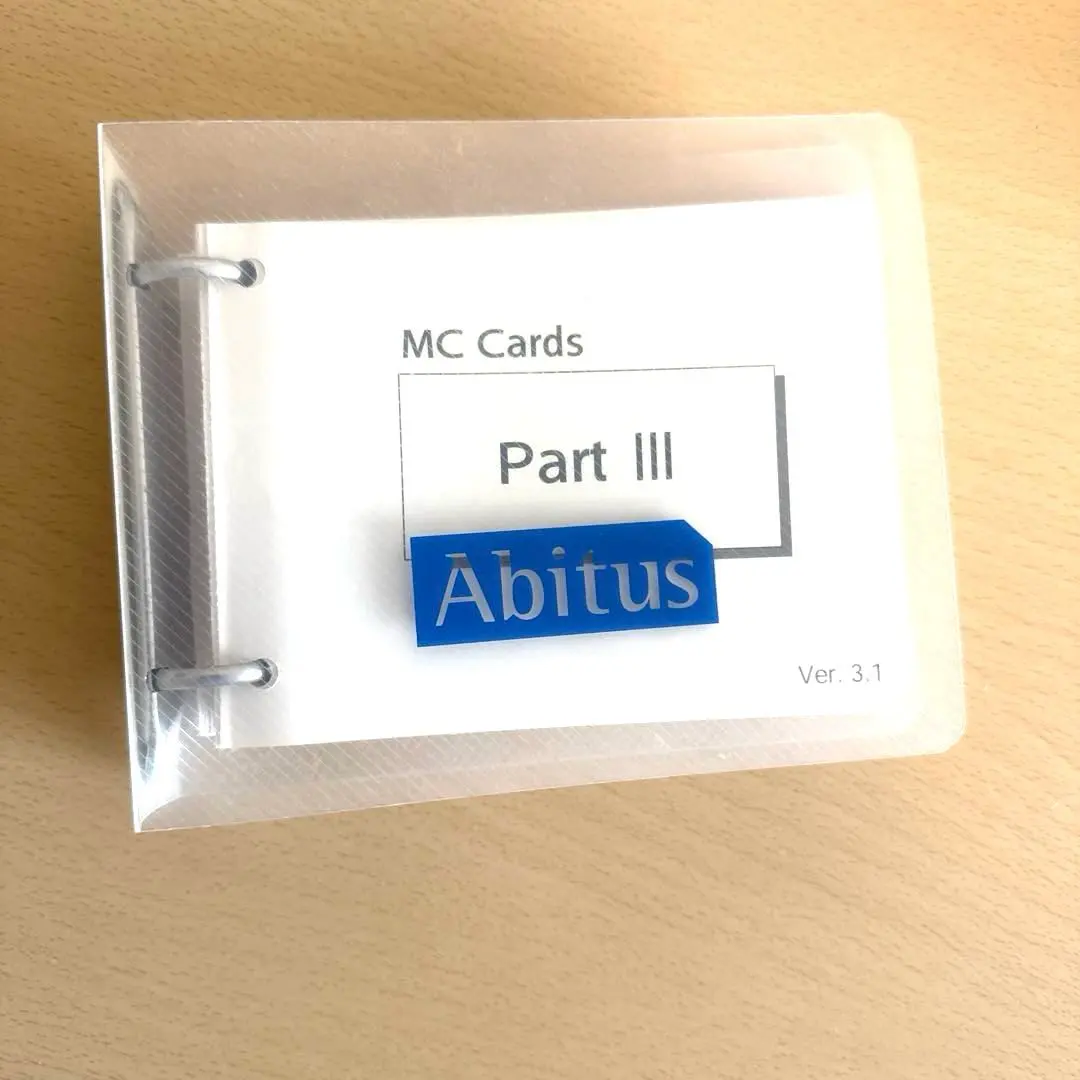 MC Cards
Part III
Abitus
Ver. 3.1